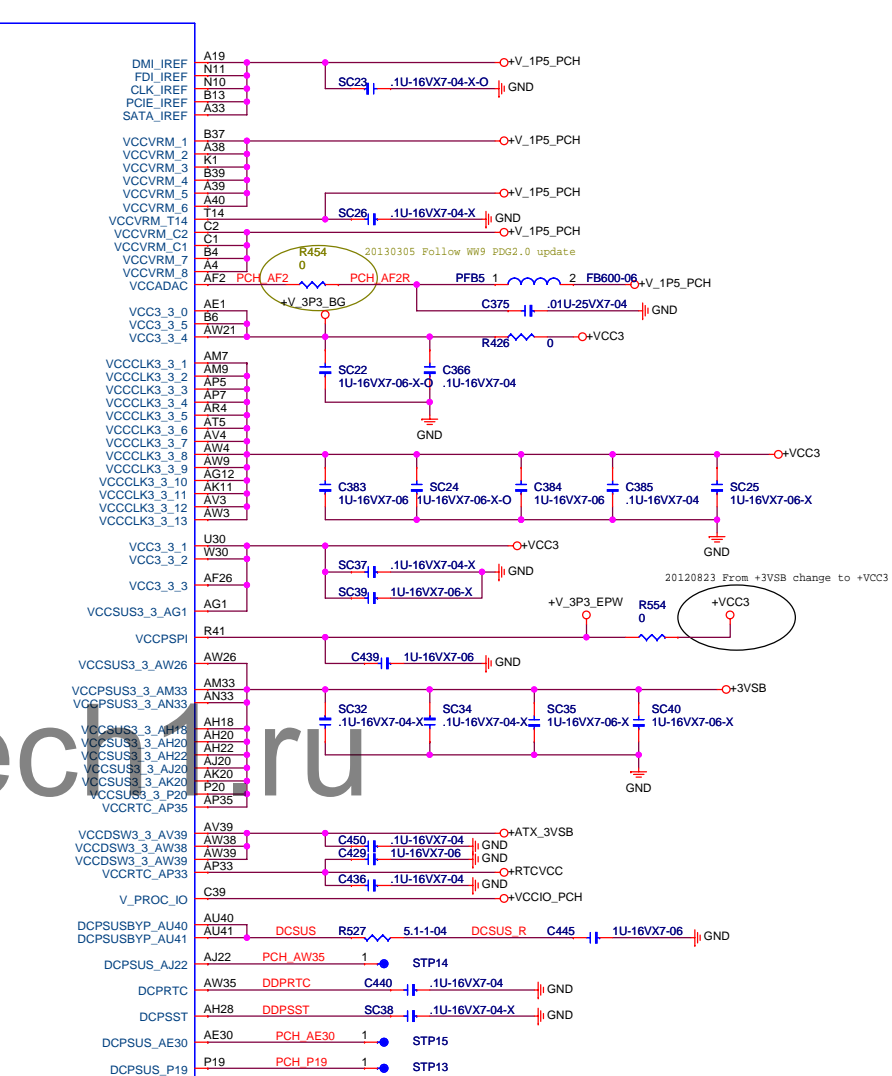 DMI_IREF A19 +V_1P5_PCH
FDI_IREF N11
CLK_IREF N10 SC23 .1U-16VX7-04-X-O GND
PCIE_IREF B13
SATA_IREF A33
VCCVRM_1 B37 +V_1P5_PCH
VCCVRM_2 A38
VCCVRM_3 K1
VCCVRM_4 B39
VCCVRM_5 A39 +V_1P5_PCH
VCCVRM_6 A40
VCCVRM_T14 T14 SC26 .1U-16VX7-04-X GND
VCCVRM_C2 C2 +V_1P5_PCH
VCCVRM_C1 C1
VCCVRM_7 B4 R454 20130305 Follow WW9 PDG2.0 update
VCCVRM_8 A4 0
VCCADAC AF2 PCH_AF2 PCH_AF2R PFB5 1 2 FB600-06 +V_1P5_PCH
+V_3P3_BG
VCC3_3_0 AE1 C375 .01U-25VX7-04 GND
VCC3_3_5 B6
VCC3_3_4 AW21 R426 0 +VCC3
VCCCLK3_3_1 AM7
VCCCLK3_3_2 AM9 SC22 C366
VCCCLK3_3_3 AP5 1U-16VX7-06-X-O .1U-16VX7-04
VCCCLK3_3_4 AP7
VCCCLK3_3_5 AR4
VCCCLK3_3_6 AT5
VCCCLK3_3_7 AV4 GND
VCCCLK3_3_8 AW4 +VCC3
VCCCLK3_3_9 AW9
VCCCLK3_3_10 AG12
VCCCLK3_3_11 AK11 C383 SC24 C384 C385 SC25
VCCCLK3_3_12 AV3 1U-16VX7-06 1U-16VX7-06-X-O 1U-16VX7-06 .1U-16VX7-04 1U-16VX7-06-X
VCCCLK3_3_13 AW3
GND
VCC3_3_1 U30 +VCC3
VCC3_3_2 W30
SC37 .1U-16VX7-04-X GND
VCC3_3_3 AF26 20120823 From +3VSB change to +VCC3
SC39 1U-16VX7-06-X
VCCSUS3_3_AG1 AG1 +V_3P3_EPW R554 +VCC3
0
VCCPSPI R41
VCCSUS3_3_AW26 AW26 C439 1U-16VX7-06 GND
VCCPSUS3_3_AM33 AM33 +3VSB
VCCPSUS3_3_AN33 AN33
SC32 SC34 SC35 SC40
.1U-16VX7-04-X .1U-16VX7-04-X 1U-16VX7-06-X 1U-16VX7-06-X
VCCSUS3_3_AH18 AH18
VCCSUS3_3_AH20 AH20
VCCSUS3_3_AH22 AH22
VCCSUS3_3_AJ20 AJ20
VCCSUS3_3_AK20 AK20
VCCSUS3_3_P20 P20 GND
VCCRTC_AP35 AP35
ech1.ru
VCCDSW3_3_AV39 AV39 +ATX_3VSB
VCCDSW3_3_AW38 AW38 C450 .1U-16VX7-04 GND
VCCDSW3_3_AW39 AW39 C429 1U-16VX7-06 GND
VCCRTC_AP33 AP33 +RTCVCC
C436 .1U-16VX7-04 GND
V_PROC_IO C39 +VCCIO_PCH
DCPSUSBYP_AU40 AU40
DCPSUSBYP_AU41 AU41 DCSUS R527 5.1-1-04 DCSUS_R C445 1U-16VX7-06 GND
DCPSUS_AJ22 AJ22 PCH_AW35 1 STP14
DCPRTC AW35 DDPRTC C440 .1U-16VX7-04 GND
DCPSST AH28 DDPSST SC38 .1U-16VX7-04-X GND
DCPSUS_AE30 AE30 PCH_AE30 1 STP15
DCPSUS_P19 P19 PCH_P19 1 STP13